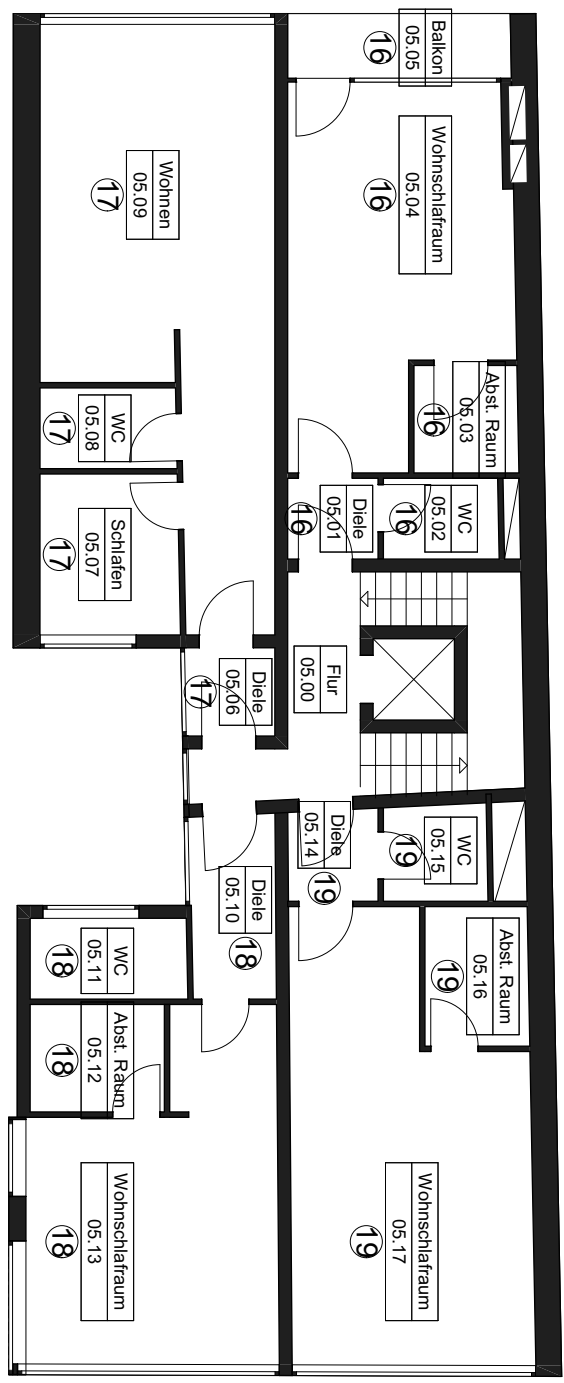 Balkon
05.05
16
Wohnschlafraum
05.04
16
Wohnen
05.09
17
Abst. Raum
05.03
16
WC
05.08
17
WC
05.02
16
Diele
05.01
16
Schlafen
05.07
17
Flur
05.00
Diele
05.06
17
Diele
05.14
19
WC
05.15
19
Diele
05.10
18
WC
05.11
18
Abst. Raum
05.16
19
Abst. Raum
05.12
18
Wohnschlafraum
05.17
19
Wohnschlafraum
05.13
18